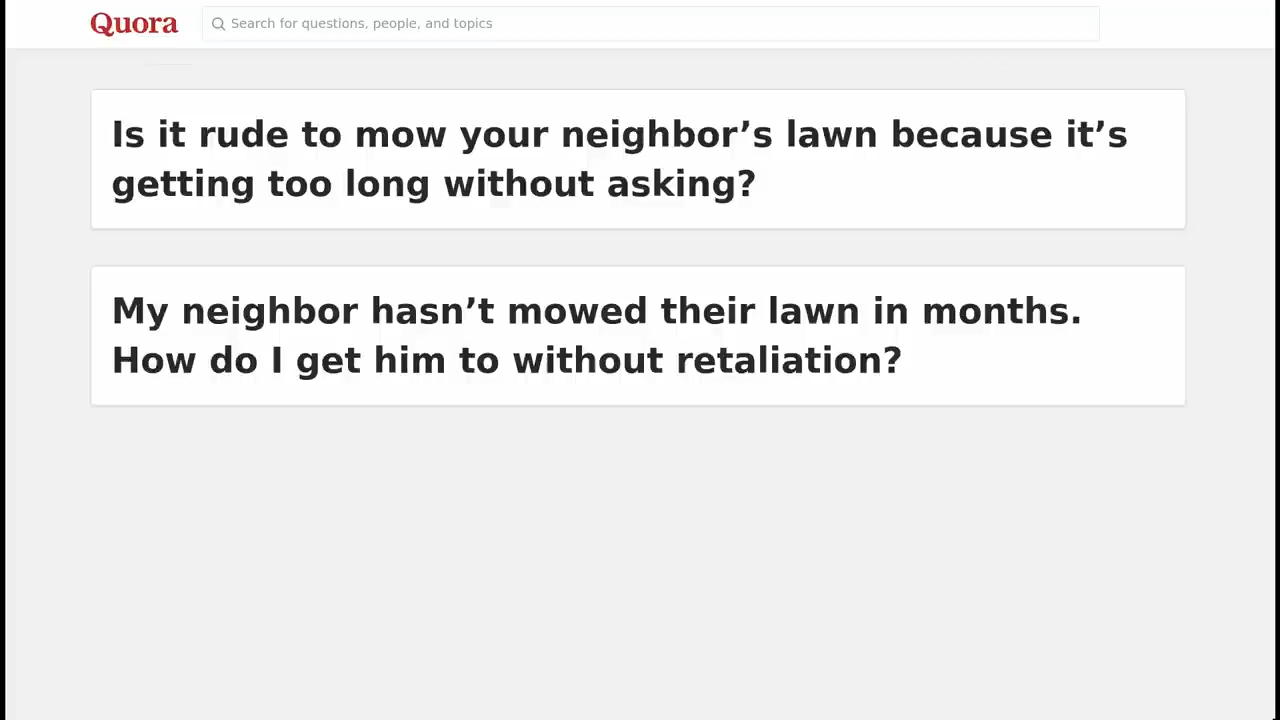 Quora
Search for questions, people, and topics
Is it rude to mow your neighbor’s lawn because it’s
getting too long without asking?
My neighbor hasn’t mowed their lawn in months.
How do I get him to without retaliation?